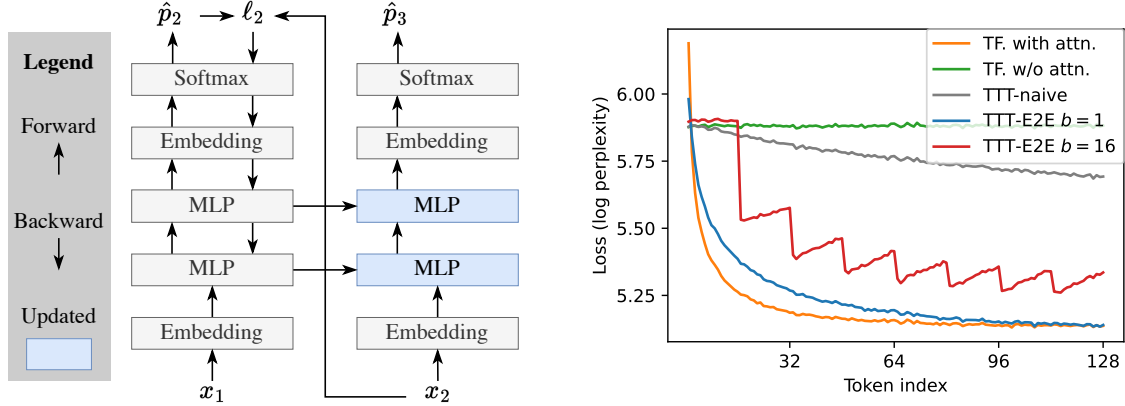 Legend
Forward
Backward
Updated
p̂₂
ℓ₂
Softmax
Embedding
MLP
MLP
Embedding
x₁
p̂₃
Softmax
Embedding
MLP
MLP
Embedding
x₂
Loss (log perplexity)
6.00
5.75
5.50
5.25
32
64
96
128
Token index
TF. with attn.
TF. w/o attn.
TTT-naive
TTT-E2E b = 1
TTT-E2E b = 16